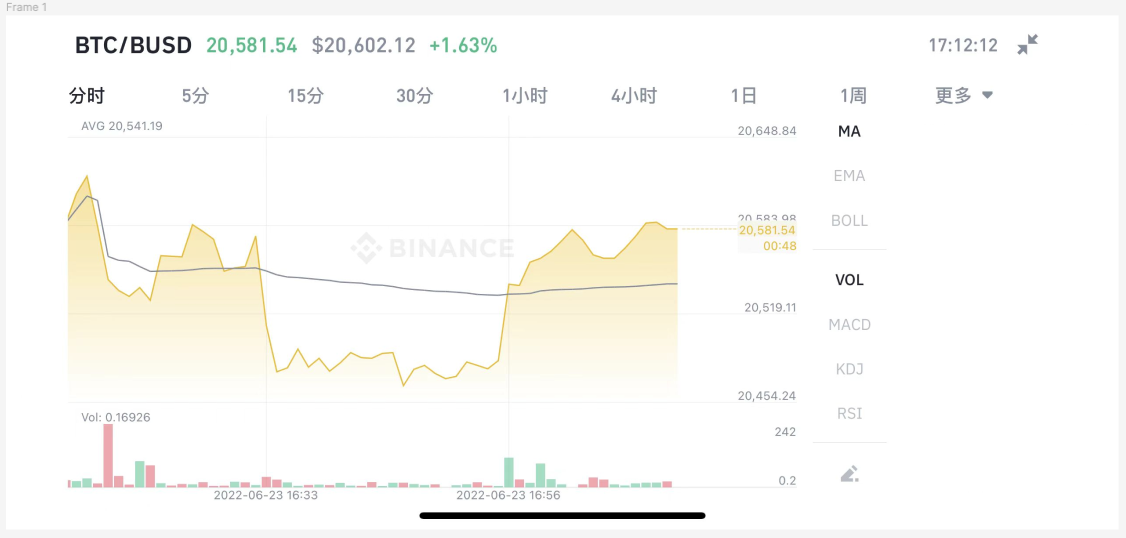 Frame 1
BTC/BUSD 20,581.54 $20,602.12 +1.63% 17:12:12
分时 5分 15分 30分 1小时 4小时 1日 1周 更多
AVG 20,541.19
20,648.84
MA
EMA
BOLL
20,583.98
20,581.54
00:48
BINANCE
VOL
20,519.11
MACD
KDJ
20,454.24
RSI
Vol: 0.16926
242
0.2
2022-06-23 16:33 2022-06-23 16:56